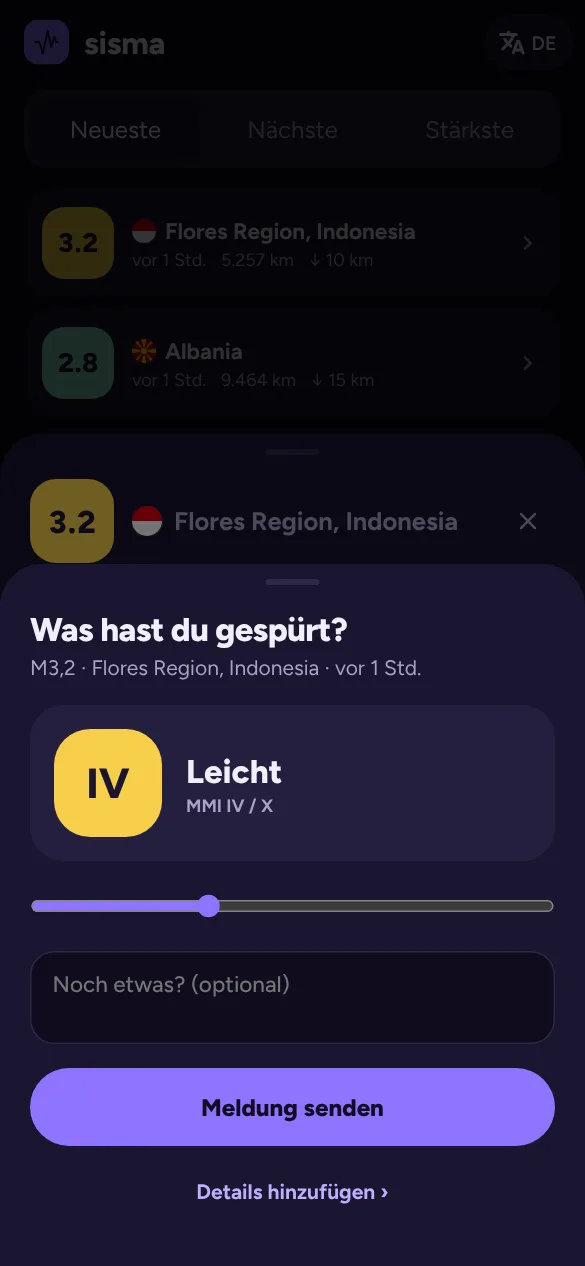 sisma
DE
Neueste Nächste Stärkste
3.2 Flores Region, Indonesia
vor 1 Std. 5.257 km ↓ 10 km
2.8 Albania
vor 1 Std. 9.464 km ↓ 15 km
3.2 Flores Region, Indonesia
Was hast du gespürt?
M3,2 · Flores Region, Indonesia · vor 1 Std.
IV Leicht
MMI IV / X
Noch etwas? (optional)
Meldung senden
Details hinzufügen ›